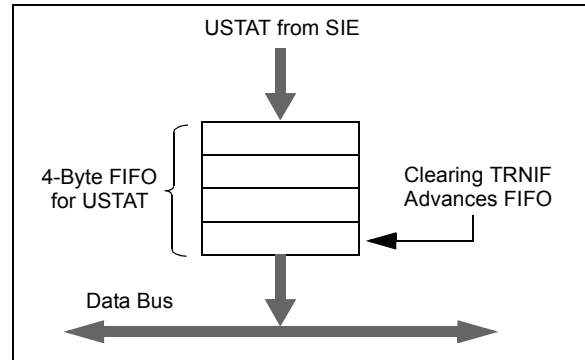 USTAT from SIE
4-Byte FIFO
for USTAT
Clearing TRNIF
Advances FIFO
Data Bus